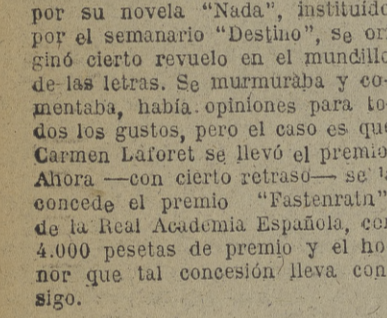 por su novela “Nada”, instituido
por el semanario “Destino”, se ori
ginó cierto revuelo en el mundillo
de las letras. Se murmuraba y co-
mentaba, había opiniones para to-
dos los gustos, pero el caso es que
Carmen Laforet se llevó el premio
Ahora —con cierto retraso— se l
concede el premio “Fastenratn”
de la Real Academia Española, con
4.000 pesetas de premio y el ho-
nor que tal concesión lleva con
sigo.